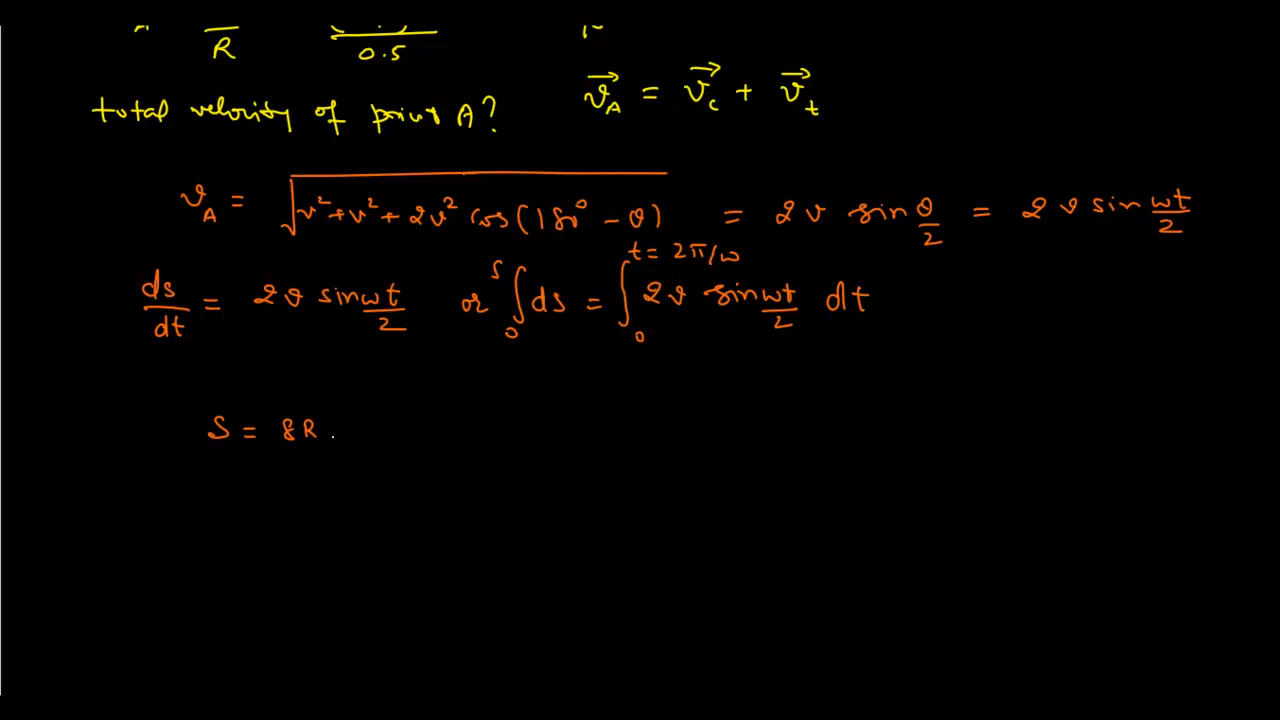 R 0.5
total velocity of point A? v⃗_A = v⃗_c + v⃗_t
v_A = √(v² + v² + 2v² cos(180° - θ)) = 2v sin θ/2 = 2v sin ωt/2
ds/dt = 2v sin ωt/2 or ∫₀^S ds = ∫₀^(t = 2π/ω) 2v sin ωt/2 dt
S = 8R.